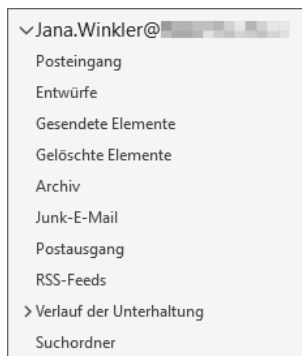 Jana.Winkler@
Posteingang
Entwürfe
Gesendete Elemente
Gelöschte Elemente
Archiv
Junk-E-Mail
Postausgang
RSS-Feeds
Verlauf der Unterhaltung
Suchordner